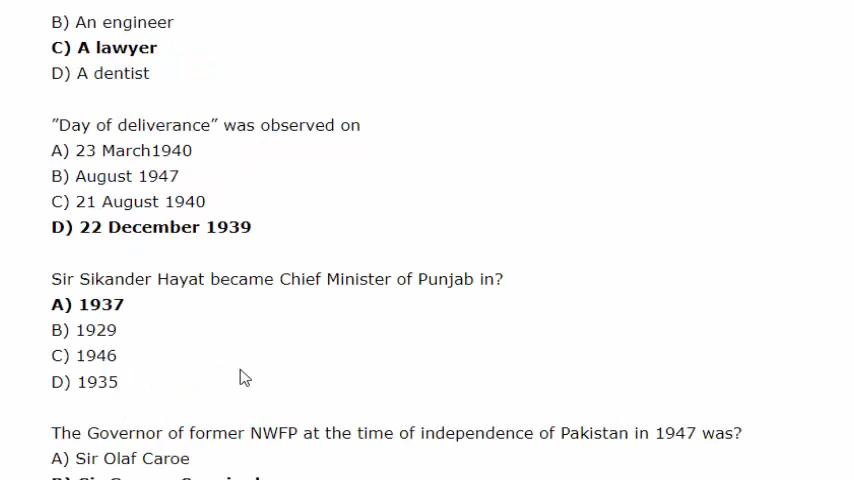 B) An engineer
C) A lawyer
D) A dentist
”Day of deliverance” was observed on
A) 23 March1940
B) August 1947
C) 21 August 1940
D) 22 December 1939
Sir Sikander Hayat became Chief Minister of Punjab in?
A) 1937
B) 1929
C) 1946
D) 1935
The Governor of former NWFP at the time of independence of Pakistan in 1947 was?
A) Sir Olaf Caroe